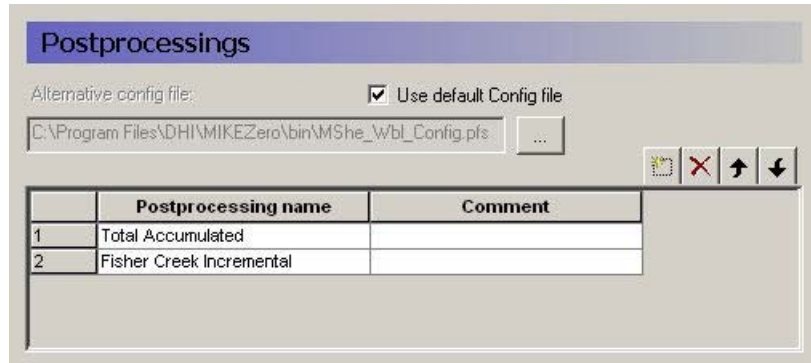 Postprocessings
Alternative config file: Use default Config file
C:\Program Files\DHI\MIKEZero\bin\MShe_Wbl_Config.pfs ...
Postprocessing name Comment
1 Total Accumulated
2 Fisher Creek Incremental